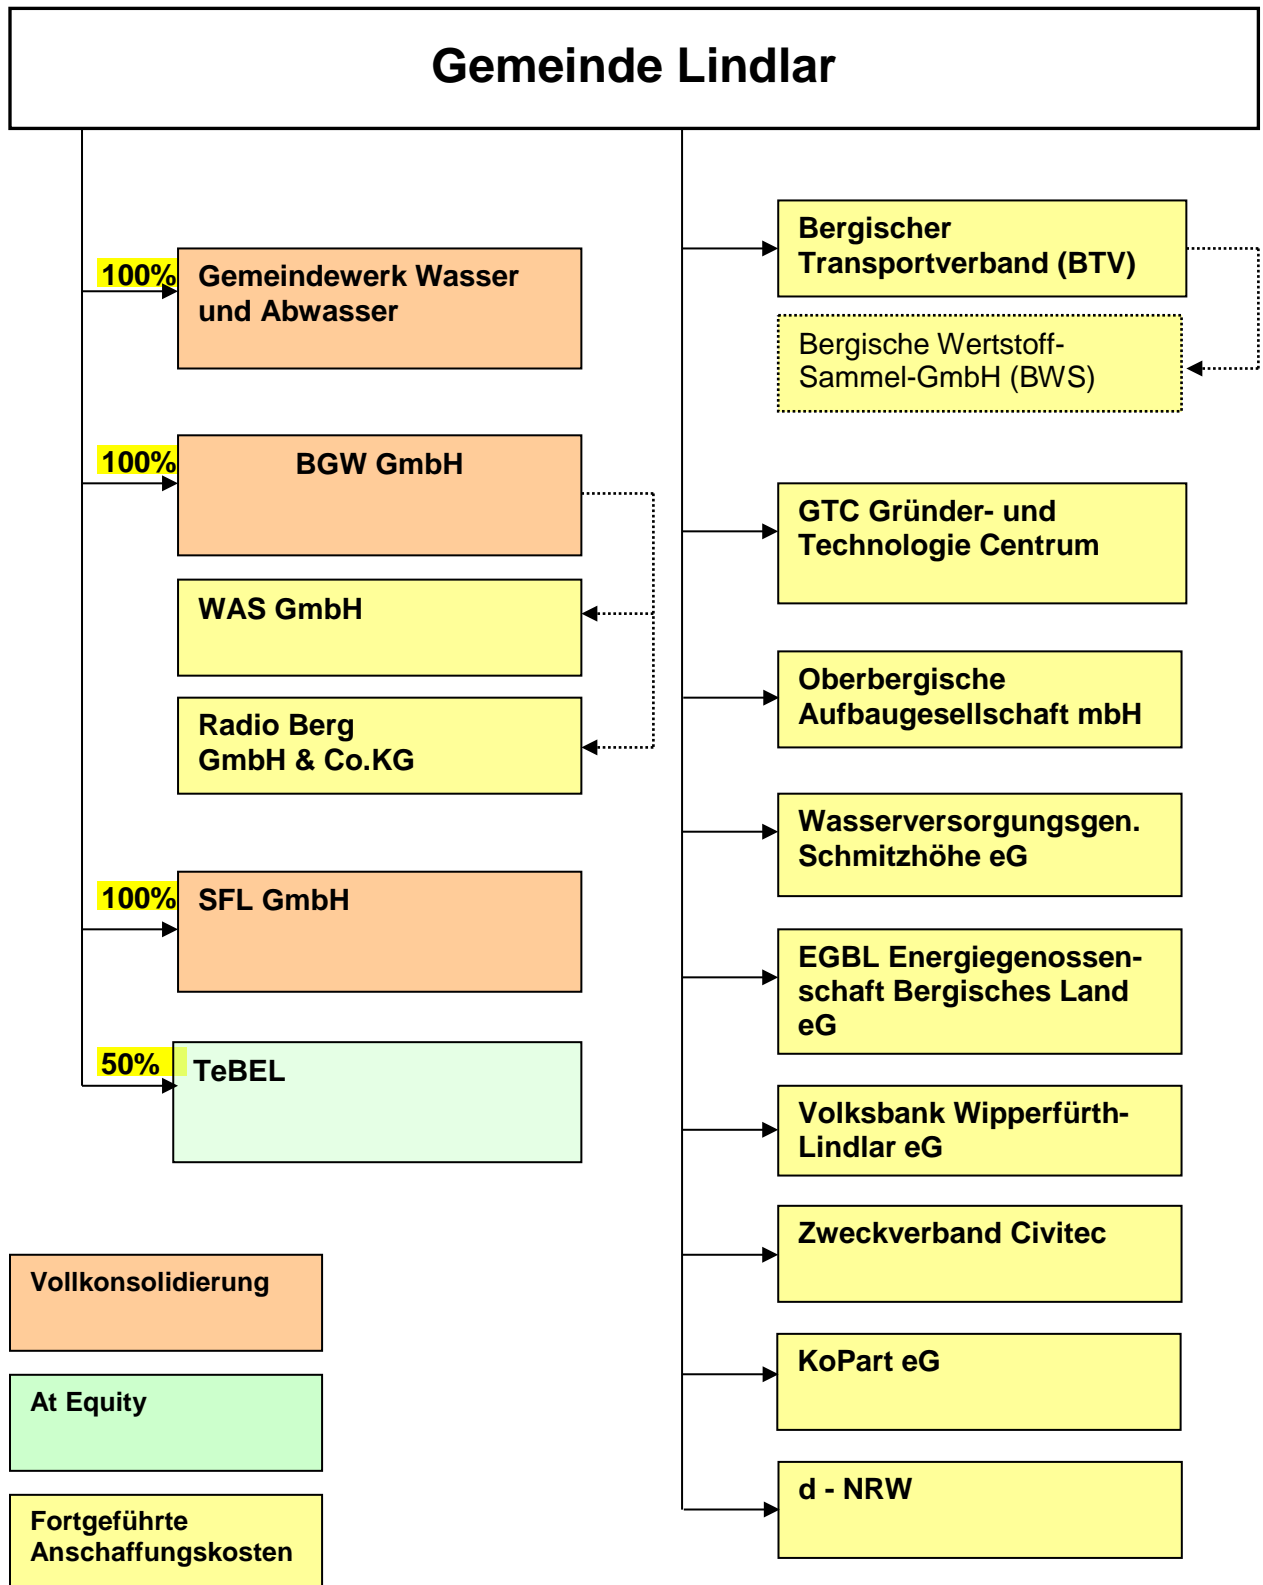 Gemeinde Lindlar
100%
Gemeindewerk Wasser
und Abwasser
100%
BGW GmbH
WAS GmbH
Radio Berg
GmbH & Co.KG
100%
SFL GmbH
50%
TeBEL
Vollkonsolidierung
At Equity
Fortgeführte
Anschaffungskosten
Bergischer
Transportverband (BTV)
Bergische Wertstoff-
Sammel-GmbH (BWS)
GTC Gründer- und
Technologie Centrum
Oberbergische
Aufbaugesellschaft mbH
Wasserversorgungsgen.
Schmitzhöhe eG
EGBL Energiegenossen-
schaft Bergisches Land
eG
Volksbank Wipperfürth-
Lindlar eG
Zweckverband Civitec
KoPart eG
d - NRW